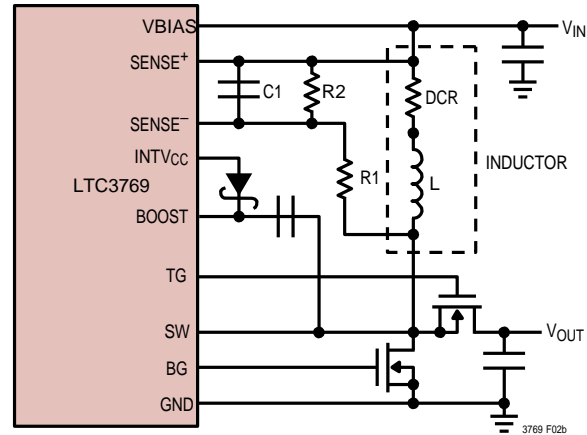 VBIAS
VIN
SENSE+
C1
R2
DCR
SENSE–
INTVCC
INDUCTOR
LTC3769
R1
L
BOOST
TG
SW
VOUT
BG
GND
3769 F02b